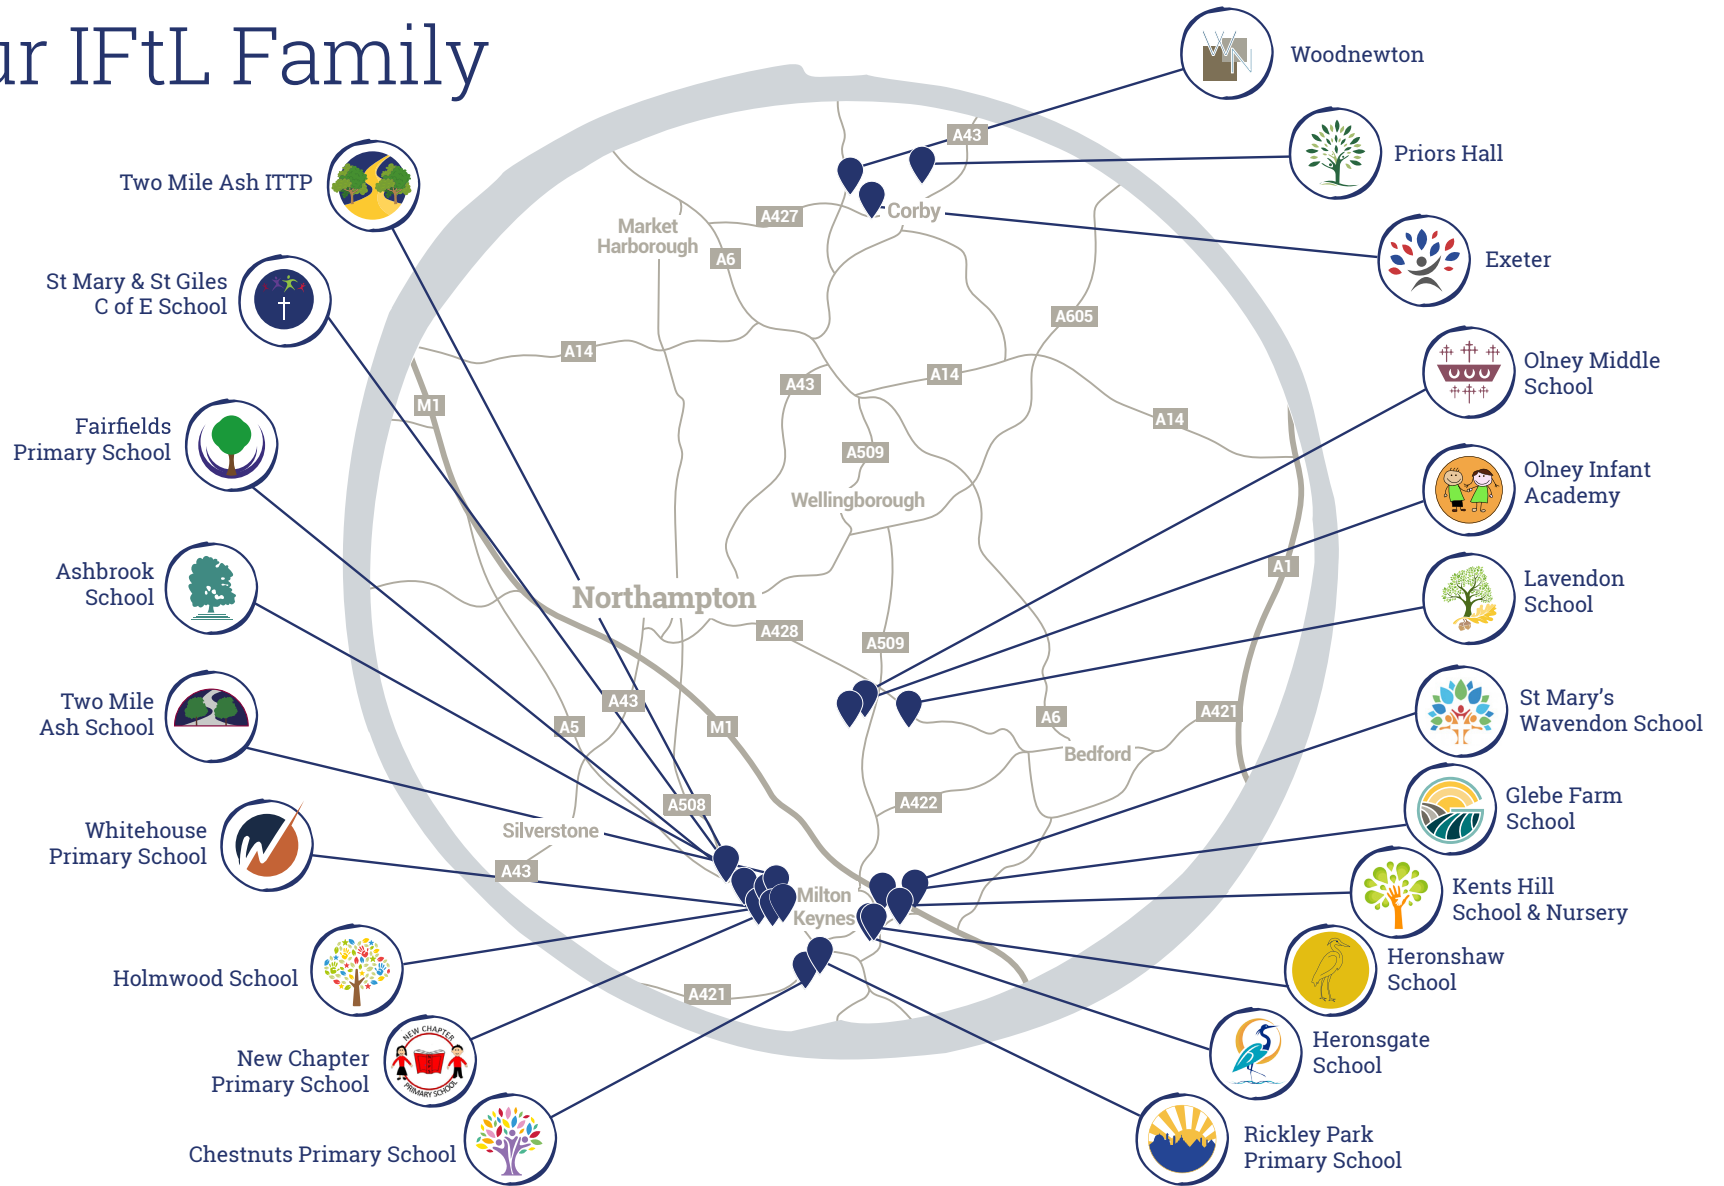 ur IFtL Family
Woodnewton
Priors Hall
Exeter
Olney Middle
School
Olney Infant
Academy
Lavendon
School
St Mary’s
Wavendon School
Glebe Farm
School
Kents Hill
School & Nursery
Heronshaw
School
Heronsgate
School
Rickley Park
Primary School
Two Mile Ash ITTP
St Mary & St Giles
C of E School
Fairfields
Primary School
Ashbrook
School
Two Mile
Ash School
Whitehouse
Primary School
Holmwood School
New Chapter
Primary School
Chestnuts Primary School
WN
NEW CHAPTER
PRIMARY SCHOOL
A43
Corby
A427
Market
Harborough
A6
A605
A14
A43
A14
M1
A14
A509
Wellingborough
A1
Northampton
A428
A509
A43
A5
M1
A6
A421
Bedford
A508
A422
Silverstone
A43
Milton
Keynes
A421